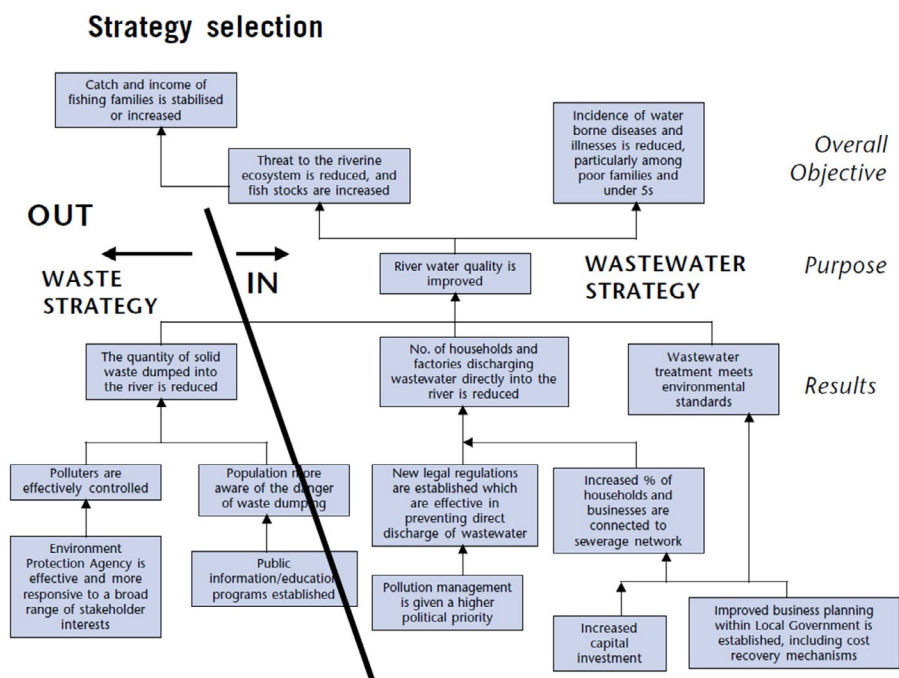 Strategy selection
Catch and income of
fishing families is stabilised
or increased
Threat to the riverine
ecosystem is reduced, and
fish stocks are increased
Incidence of water
borne diseases and
illnesses is reduced,
particularly among
poor families and
under 5s
Overall
Objective
OUT
WASTE
STRATEGY
IN
River water quality is
improved
WASTEWATER
STRATEGY
Purpose
The quantity of solid
waste dumped into
the river is reduced
No. of households and
factories discharging
wastewater directly into the
river is reduced
Wastewater
treatment meets
environmental
standards
Results
Polluters are
effectively controlled
Population more
aware of the danger
of waste dumping
New legal regulations
are established which
are effective in
preventing direct
discharge of wastewater
Increased % of
households and
businesses are
connected to
sewerage network
Environment
Protection Agency is
effective and more
responsive to a broad
range of stakeholder
interests
Public
information/education
programs established
Pollution management
is given a higher
political priority
Increased
capital
investment
Improved business planning
within Local Government is
established, including cost
recovery mechanisms